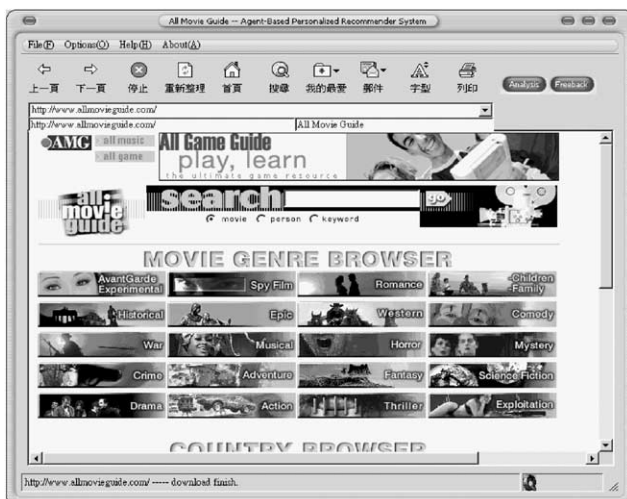 All Movie Guide -- Agent-Based Personalized Recommender System
File(F) Options(O) Help(H) About(A)
上一頁 下一頁 停止 重新整理 首頁 搜尋 我的最愛 郵件 字型 列印 Analysis Freeback
http://www.allmovieguide.com/
http://www.allmovieguide.com/ All Movie Guide
AMG all music
all game
All Game Guide
play, learn
the ultimate game resource
all movie guide
search go
movie person keyword
MOVIE GENRE BROWSER
AvantGarde Experimental Spy Film Romance -Children -Family
Historical Epic Western Comedy
War Musical Horror Mystery
Crime Adventure Fantasy Science Fiction
Drama Action Thriller Exploitation
COUNTRY BROWSER
http://www.allmovieguide.com/ ----- download finish.